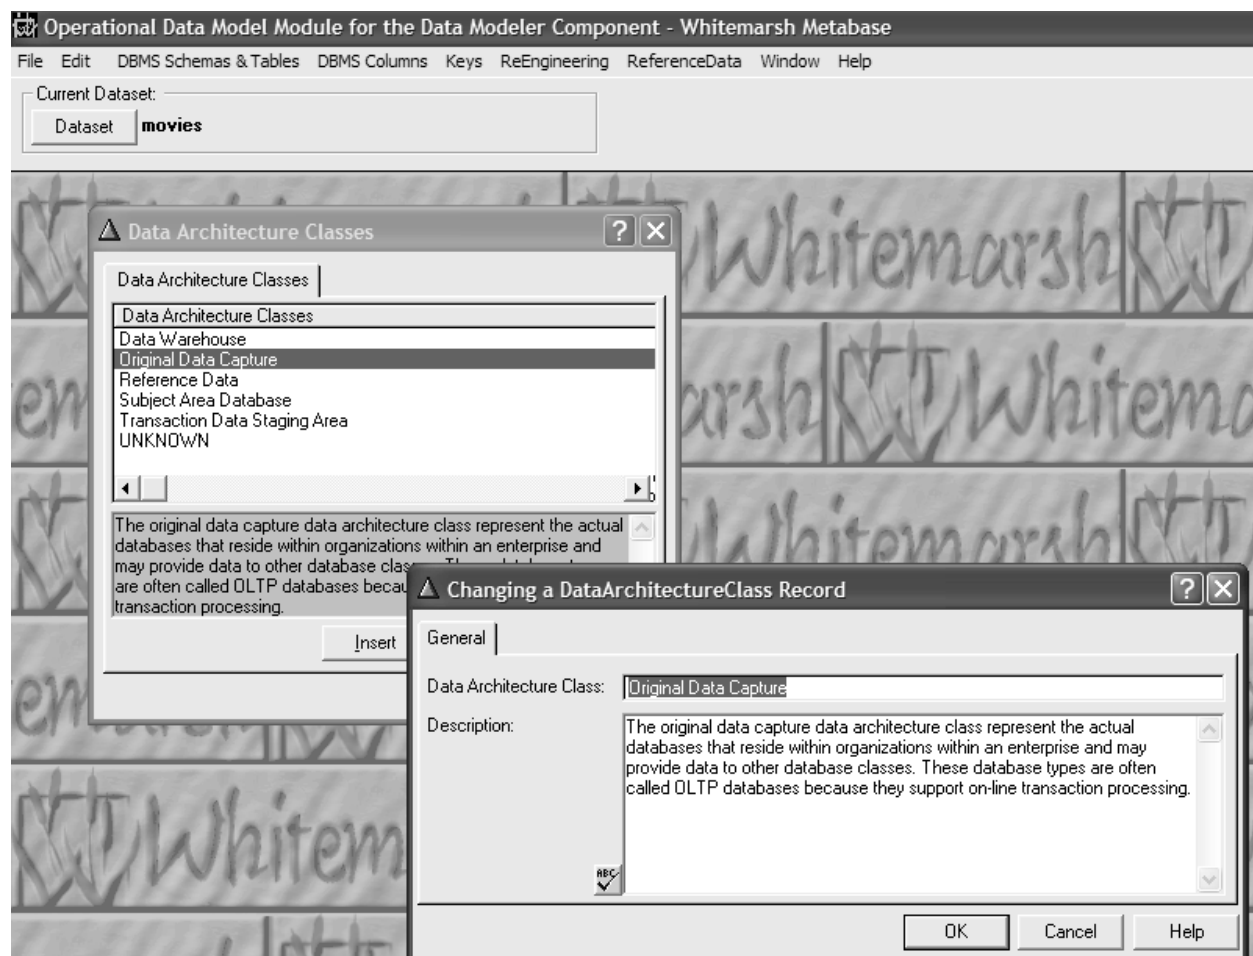 Operational Data Model Module for the Data Modeler Component - Whitemarsh Metabase
File Edit DBMS Schemas & Tables DBMS Columns Keys ReEngineering ReferenceData Window Help
Current Dataset:
Dataset movies
Whitemarsh
Data Architecture Classes
Data Architecture Classes
Data Architecture Classes
Data Warehouse
Original Data Capture
Reference Data
Subject Area Database
Transaction Data Staging Area
UNKNOWN
The original data capture data architecture class represent the actual
databases that reside within organizations within an enterprise and
may provide data to other database
are often called OLTP databases
transaction processing.
Insert
Changing a DataArchitectureClass Record
General
Data Architecture Class: Original Data Capture
Description:
The original data capture data architecture class represent the actual
databases that reside within organizations within an enterprise and may
provide data to other database classes. These database types are often
called OLTP databases because they support on-line transaction processing.
ABC
OK Cancel Help